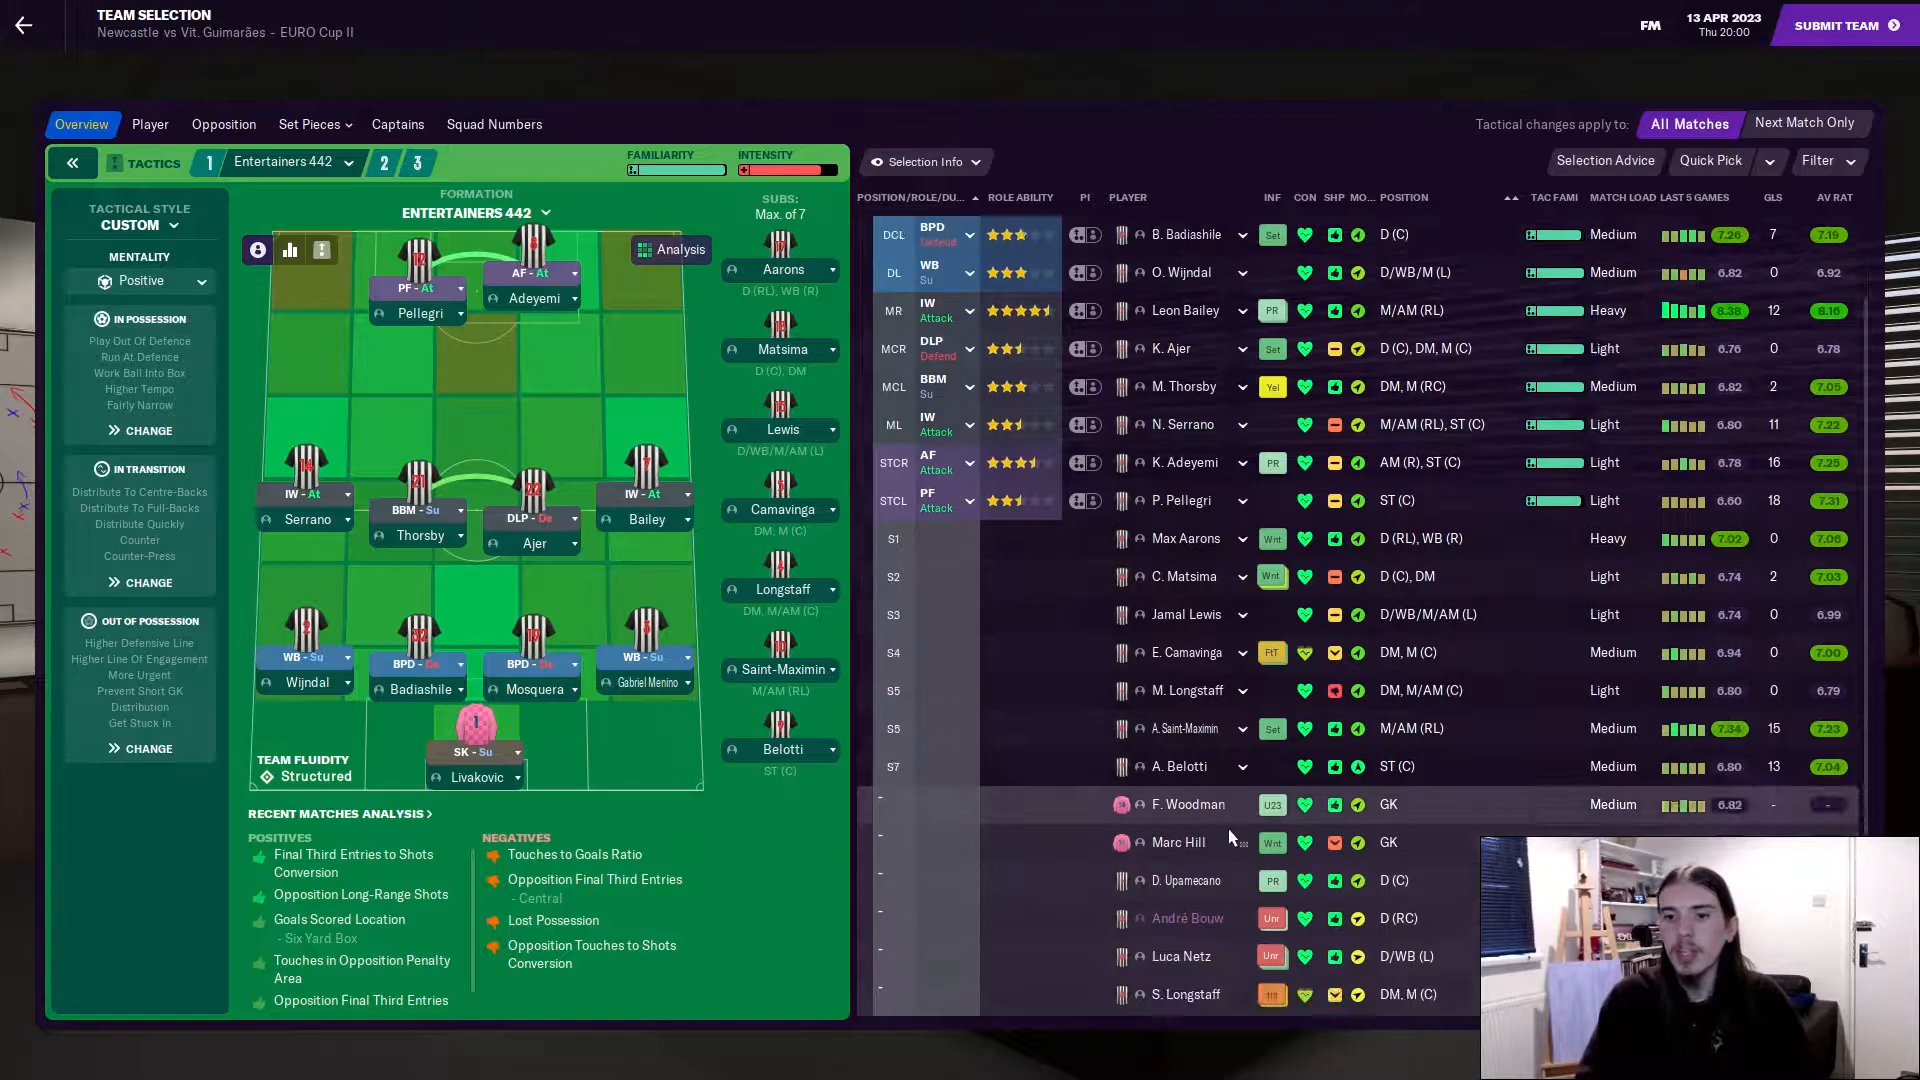 TEAM SELECTION
Newcastle vs Vit. Guimarães - EURO Cup II
FM
13 APR 2023
Thu 20:00
SUBMIT TEAM
Overview Player Opposition Set Pieces Captains Squad Numbers
Tactical changes apply to: All Matches Next Match Only
TACTICS 1 Entertainers 442 2 3
FAMILIARITY INTENSITY
Selection Info
Selection Advice Quick Pick Filter
TACTICAL STYLE
CUSTOM
MENTALITY
Positive
IN POSSESSION
Play Out Of Defence
Run At Defence
Work Ball Into Box
Higher Tempo
Fairly Narrow
CHANGE
IN TRANSITION
Distribute To Centre-Backs
Distribute To Full-Backs
Distribute Quickly
Counter
Counter-Press
CHANGE
OUT OF POSSESSION
Higher Defensive Line
Higher Line Of Engagement
More Urgent
Prevent Short GK
Distribution
Get Stuck In
CHANGE
FORMATION
ENTERTAINERS 442
Analysis
12 PF - At Pellegri
AF - At Adeyemi
14 IW - At Serrano
21 BBM - Su Thorsby
22 DLP - De Ajer
7 IW - At Bailey
2 WB - Su Wijndal
32 BPD - De Badiashile
19 BPD - De Mosquera
WB - Su Gabriel Menino
1 SK - Su Livakovic
TEAM FLUIDITY
Structured
SUBS:
Max. of 7
Aarons
D (RL), WB (R)
Matsima
D (C), DM
Lewis
D/WB/M/AM (L)
Camavinga
DM, M (C)
Longstaff
DM, M/AM (C)
Saint-Maximin
M/AM (RL)
Belotti
ST (C)
RECENT MATCHES ANALYSIS
POSITIVES
Final Third Entries to Shots
Conversion
Opposition Long-Range Shots
Goals Scored Location
- Six Yard Box
Touches in Opposition Penalty
Area
Opposition Final Third Entries
NEGATIVES
Touches to Goals Ratio
Opposition Final Third Entries
- Central
Lost Possession
Opposition Touches to Shots
Conversion
POSITION/ROLE/DU... ROLE ABILITY PI PLAYER INF CON SHP MO... POSITION TAC FAMI MATCH LOAD LAST 5 GAMES GLS AV RAT
DCL BPD Defend B. Badiashile Set D (C) Medium 7.26 7 7.19
DL WB Su O. Wijndal D/WB/M (L) Medium 6.82 0 6.92
MR IW Attack Leon Bailey PR M/AM (RL) Heavy 8.38 12 8.16
MCR DLP Defend K. Ajer Set D (C), DM, M (C) Light 6.76 0 6.78
MCL BBM Su M. Thorsby Yel DM, M (RC) Medium 6.82 2 7.05
ML IW Attack N. Serrano M/AM (RL), ST (C) Light 6.80 11 7.22
STCR AF Attack K. Adeyemi PR AM (R), ST (C) Light 6.78 16 7.25
STCL PF Attack P. Pellegri ST (C) Light 6.60 18 7.31
S1 Max Aarons Wnt D (RL), WB (R) Heavy 7.02 0 7.06
S2 C. Matsima Wnt D (C), DM Light 6.74 2 7.03
S3 Jamal Lewis D/WB/M/AM (L) Light 6.74 0 6.99
S4 E. Camavinga FtT DM, M (C) Medium 6.94 0 7.00
S5 M. Longstaff DM, M/AM (C) Light 6.80 0 6.79
S5 A. Saint-Maximin Set M/AM (RL) Medium 7.34 15 7.23
S7 A. Belotti ST (C) Medium 6.80 13 7.04
- F. Woodman U23 GK Medium 6.82 - -
- Marc Hill Wnt GK
- D. Upamecano PR D (C)
- André Bouw Unr D (RC)
- Luca Netz Unr D/WB (L)
- S. Longstaff DM, M (C)